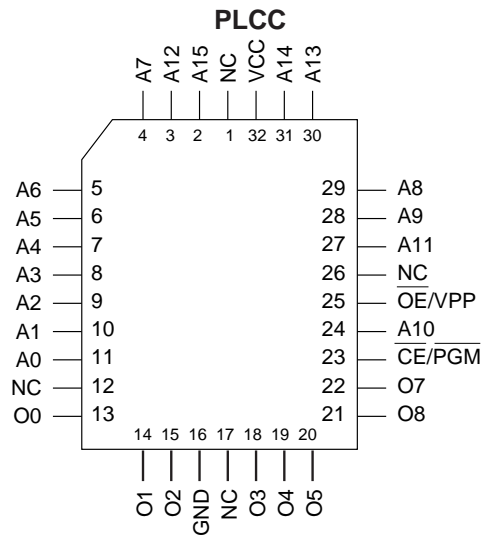 PLCC
A7 A12 A15 NC VCC A14 A13
4 3 2 1 32 31 30
A6 5 29 A8
A5 6 28 A9
A4 7 27 A11
A3 8 26 NC
A2 9 25 OE/VPP
A1 10 24 A10
A0 11 23 CE/PGM
NC 12 22 O7
O0 13 21 O8
14 15 16 17 18 19 20
O1 O2 GND NC O3 O4 O5